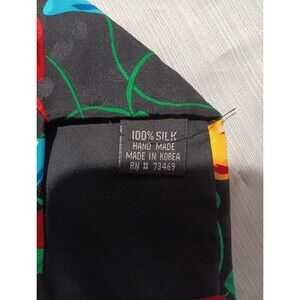 100% SILK
HAND MADE
MADE IN KOREA
RN # 73469